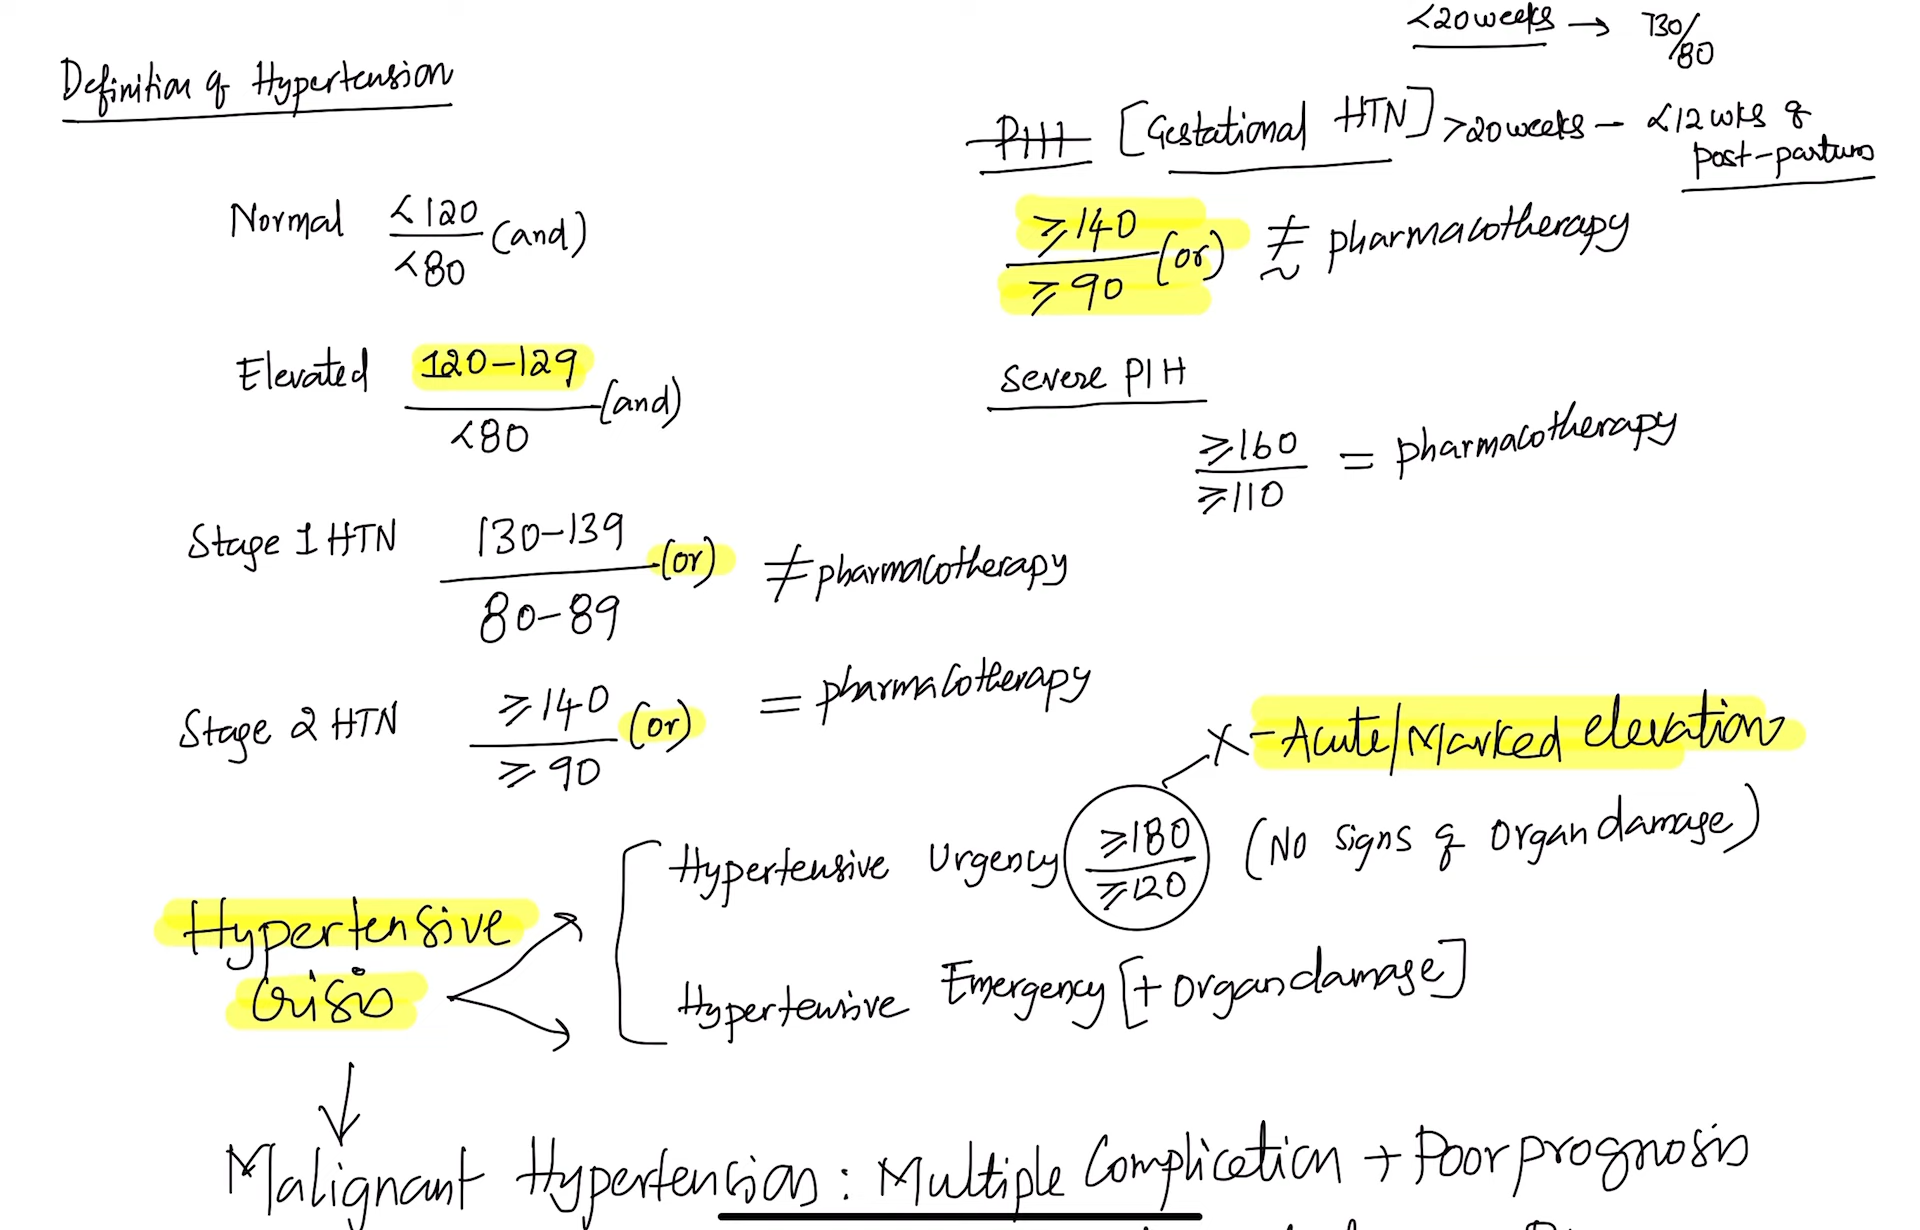 <20 weeks → 130/80
Definition of Hypertension
PIH [Gestational HTN] >20 weeks - <12 wks of
post-partum
Normal <120/<80 (and)
≥140/≥90 (or) ≠ pharmacotherapy
Elevated 120-129/<80 (and)
Severe PIH
≥160/≥110 = pharmacotherapy
Stage 1 HTN 130-139/80-89 (or) ≠ pharmacotherapy
Stage 2 HTN ≥140/≥90 (or) = pharmacotherapy
X - Acute/Marked elevation
Hypertensive Urgency ≥180/≥120 (No signs of organ damage)
Hypertensive
Crisis
Hypertensive Emergency [+ organ damage]
Malignant Hypertension: Multiple Complication + Poor prognosis